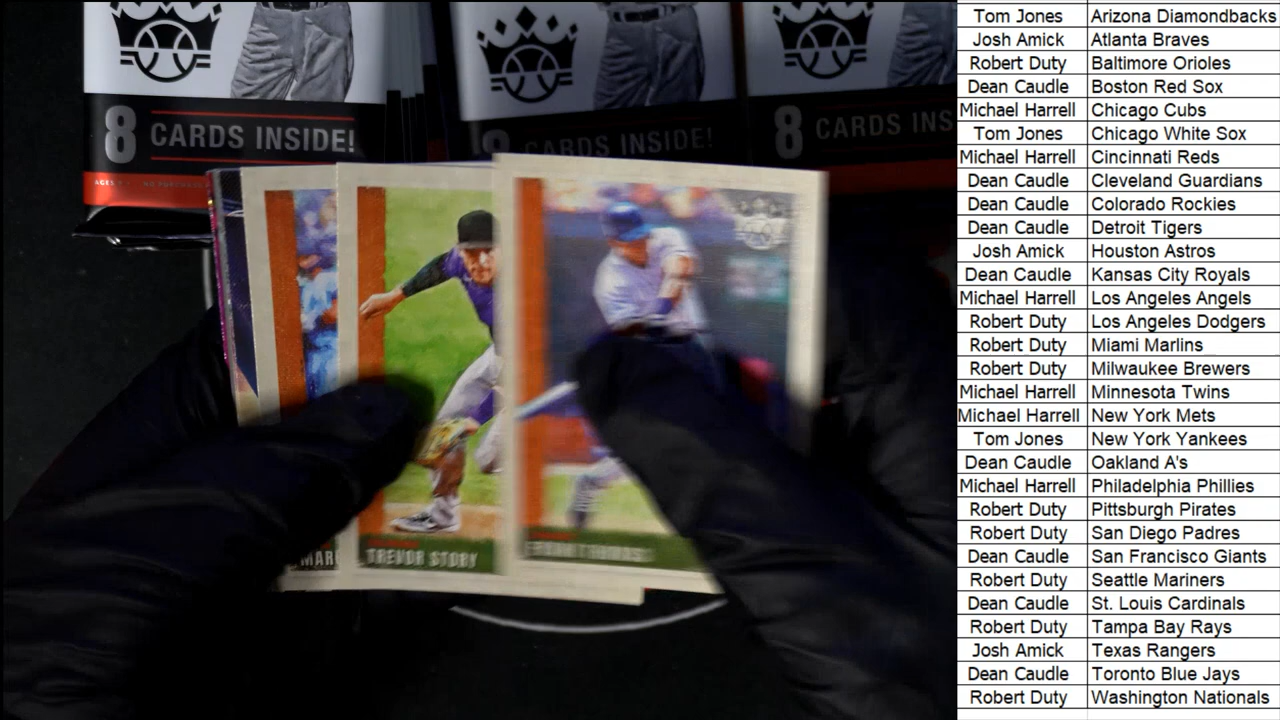 8 CARDS INSIDE!
8 CARDS INSIDE!
8 CARDS INS
AGES 9+
MARI
TREVOR STORY
FRANK THOMAS
Tom Jones Arizona Diamondbacks
Josh Amick Atlanta Braves
Robert Duty Baltimore Orioles
Dean Caudle Boston Red Sox
Michael Harrell Chicago Cubs
Tom Jones Chicago White Sox
Michael Harrell Cincinnati Reds
Dean Caudle Cleveland Guardians
Dean Caudle Colorado Rockies
Dean Caudle Detroit Tigers
Josh Amick Houston Astros
Dean Caudle Kansas City Royals
Michael Harrell Los Angeles Angels
Robert Duty Los Angeles Dodgers
Robert Duty Miami Marlins
Robert Duty Milwaukee Brewers
Michael Harrell Minnesota Twins
Michael Harrell New York Mets
Tom Jones New York Yankees
Dean Caudle Oakland A's
Michael Harrell Philadelphia Phillies
Robert Duty Pittsburgh Pirates
Robert Duty San Diego Padres
Dean Caudle San Francisco Giants
Robert Duty Seattle Mariners
Dean Caudle St. Louis Cardinals
Robert Duty Tampa Bay Rays
Josh Amick Texas Rangers
Dean Caudle Toronto Blue Jays
Robert Duty Washington Nationals